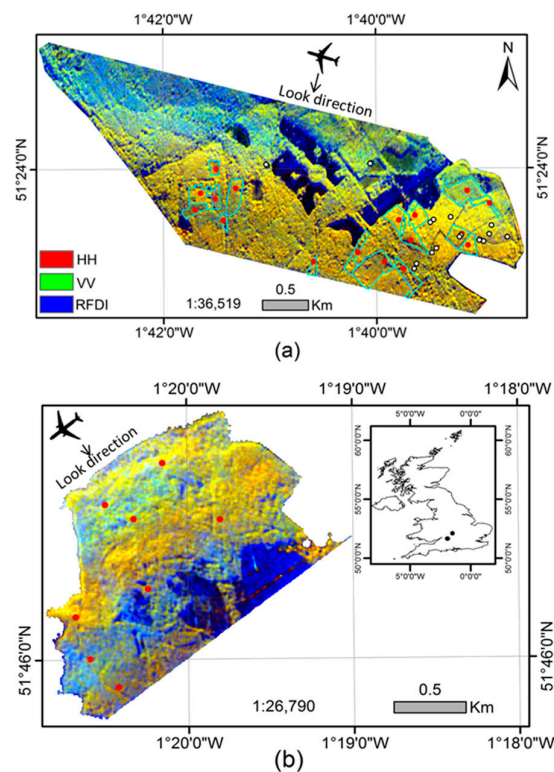 1°42'0"W 1°40'0"W
N
Look direction
51°24'0"N 51°24'0"N
HH
VV
RFDI
1:36,519 0.5
Km
1°42'0"W 1°40'0"W
(a)
1°20'0"W 1°19'0"W 1°18'0"W
Look direction
5°0'0"W 0°0'0"
60°0'0"N 60°0'0"N
55°0'0"N 55°0'0"N
50°0'0"N 50°0'0"N
5°0'0"W 0°0'0"
51°46'0"N 51°46'0"N
1:26,790 0.5
Km
1°20'0"W 1°19'0"W 1°18'0"W
(b)